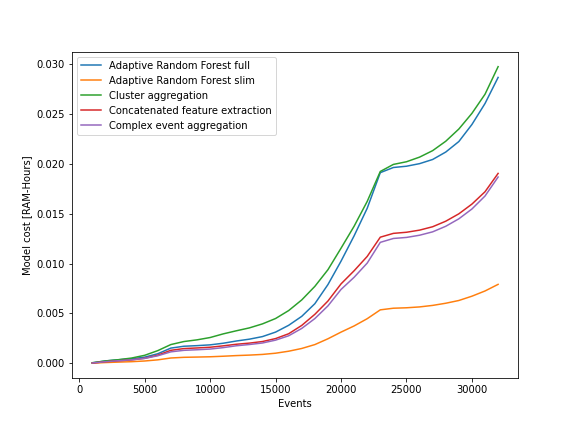 0.030
0.025
0.020
0.015
0.010
0.005
0.000
Model cost [RAM-Hours]
Adaptive Random Forest full
Adaptive Random Forest slim
Cluster aggregation
Concatenated feature extraction
Complex event aggregation
0 5000 10000 15000 20000 25000 30000
Events